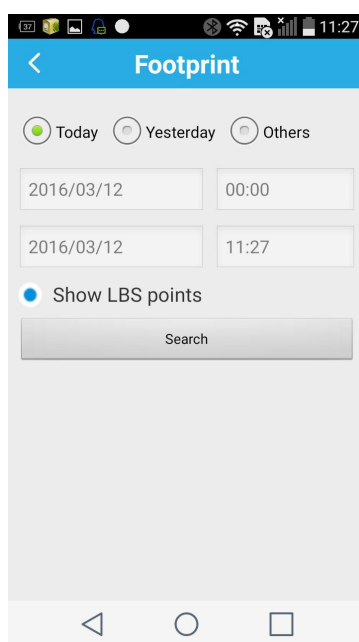 37 11:27
Footprint
Today Yesterday Others
2016/03/12 00:00
2016/03/12 11:27
Show LBS points
Search